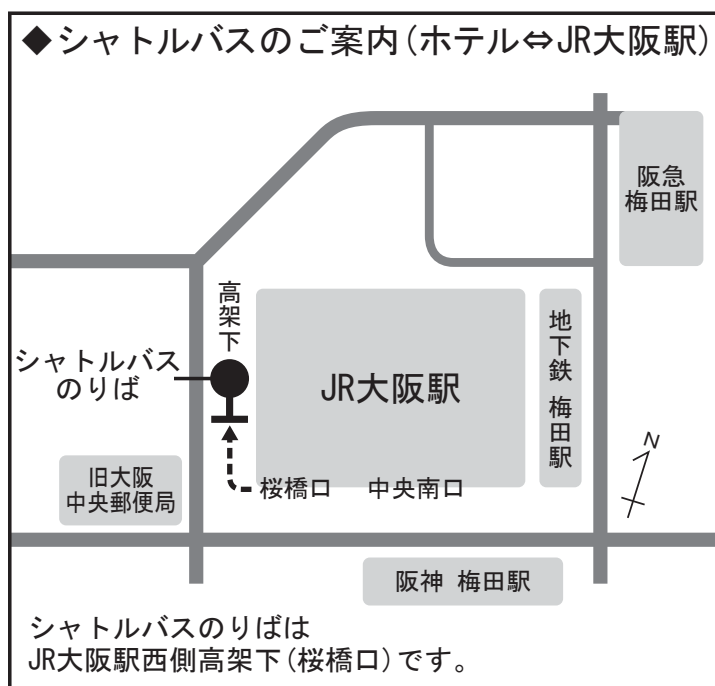 ◆シャトルバスのご案内(ホテル⇔JR大阪駅)
阪急
梅田駅
高架下
シャトルバス
のりば
JR大阪駅
地下鉄 梅田駅
N
旧大阪
中央郵便局
桜橋口 中央南口
阪神 梅田駅
シャトルバスのりばは
JR大阪駅西側高架下(桜橋口)です。